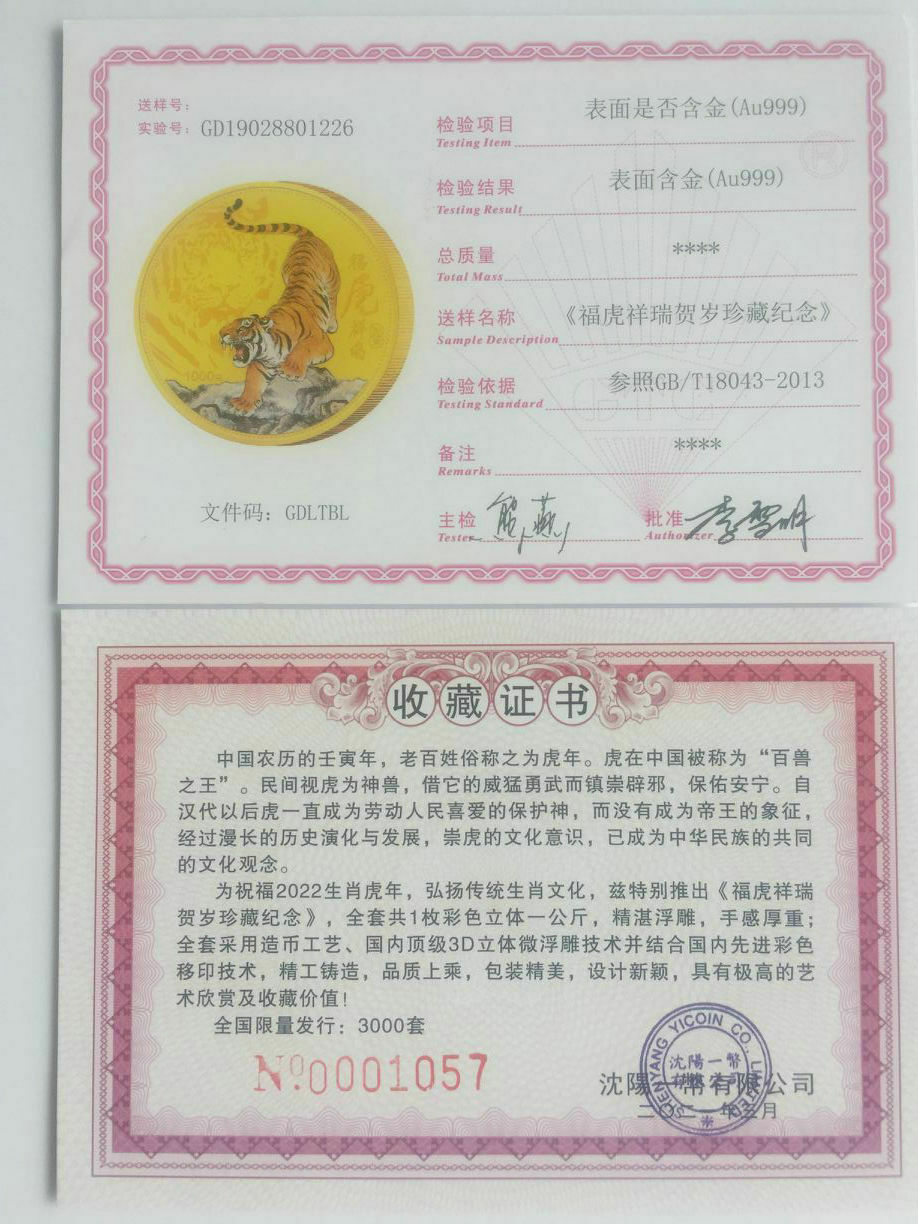 送样号：
实验号：GD19028801226
检验项目 表面是否含金(Au999)
Testing Item
检验结果 表面含金(Au999)
Testing Result
总质量 ****
Total Mass
送样名称 《福虎祥瑞贺岁珍藏纪念》
Sample Description
检验依据 参照GB/T18043-2013
Testing Standard
备注 ****
Remarks
主检 批准
Tester Authorizer
1000g
文件码：GDLTBL
收藏证书
中国农历的壬寅年，老百姓俗称之为虎年。虎在中国被称为“百兽
之王”。民间视虎为神兽，借它的威猛勇武而镇崇辟邪，保佑安宁。自
汉代以后虎一直成为劳动人民喜爱的保护神，而没有成为帝王的象征，
经过漫长的历史演化与发展，崇虎的文化意识，已成为中华民族的共同
的文化观念。
为祝福2022生肖虎年，弘扬传统生肖文化，兹特别推出《福虎祥瑞
贺岁珍藏纪念》，全套共1枚彩色立体一公斤，精湛浮雕，手感厚重；
全套采用造币工艺、国内顶级3D立体微浮雕技术并结合国内先进彩色
移印技术，精工铸造，品质上乘，包装精美，设计新颖，具有极高的艺
术欣赏及收藏价值！
全国限量发行：3000套
№0001057
SHENYANG YICOIN CO., LIMITED
沈陽一幣
有限公司
沈陽一幣有限公司